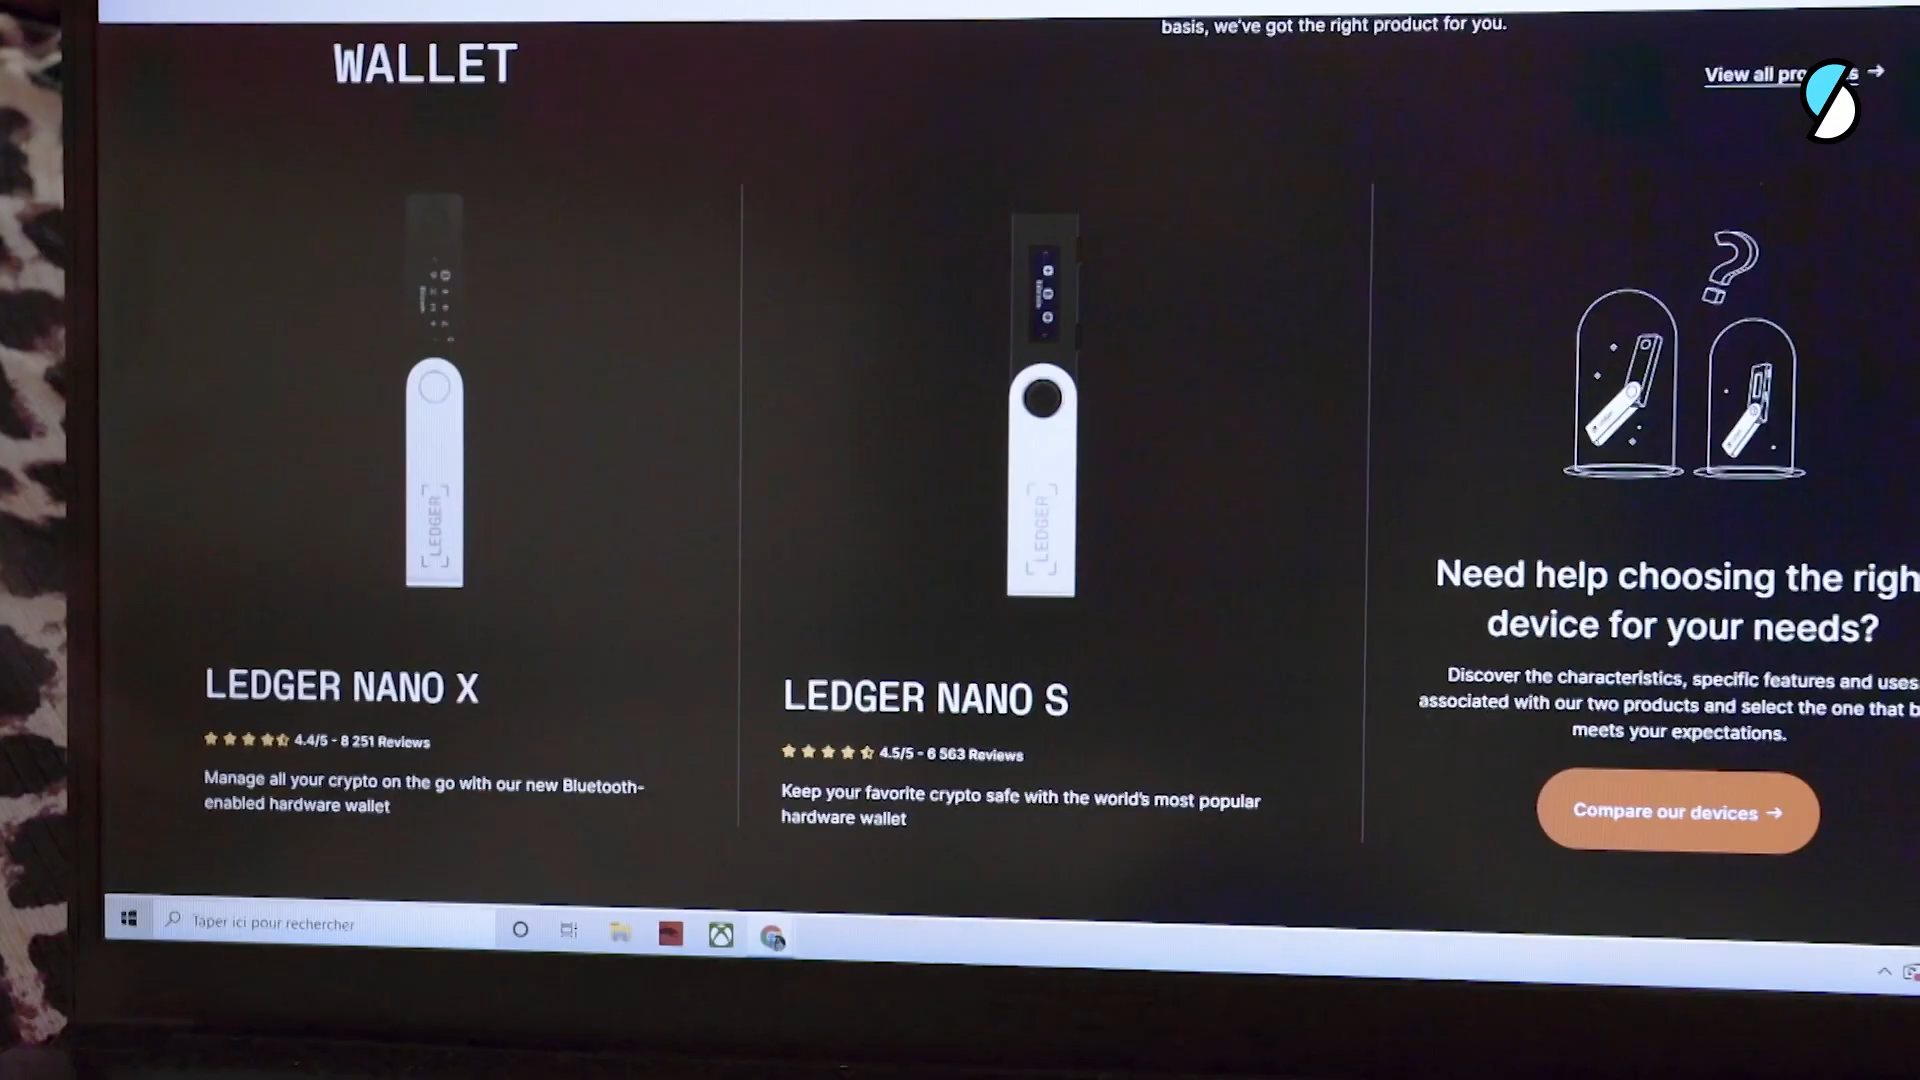 basis, we've got the right product for you.
WALLET
View all pro
LEDGER
LEDGER
LEDGER NANO X
4.4/5 - 8 251 Reviews
Manage all your crypto on the go with our new Bluetooth-
enabled hardware wallet
LEDGER NANO S
4.5/5 - 6 563 Reviews
Keep your favorite crypto safe with the world's most popular
hardware wallet
Need help choosing the righ
device for your needs?
Discover the characteristics, specific features and uses
associated with our two products and select the one that b
meets your expectations.
Compare our devices →
Taper ici pour rechercher